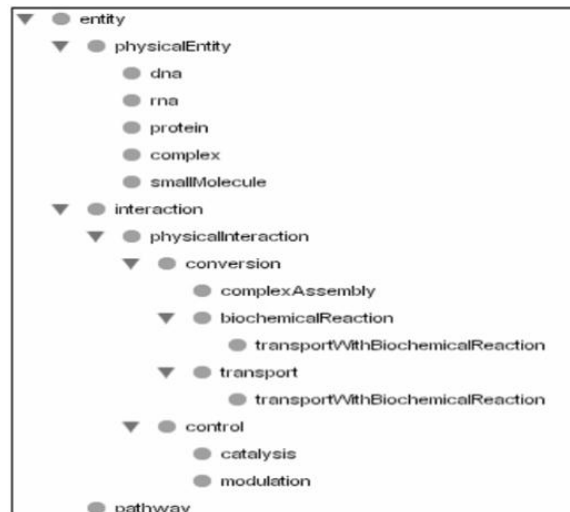 entity
physicalEntity
dna
rna
protein
complex
smallMolecule
interaction
physicalInteraction
conversion
complexAssembly
biochemicalReaction
transportWithBiochemicalReaction
transport
transportWithBiochemicalReaction
control
catalysis
modulation
pathway